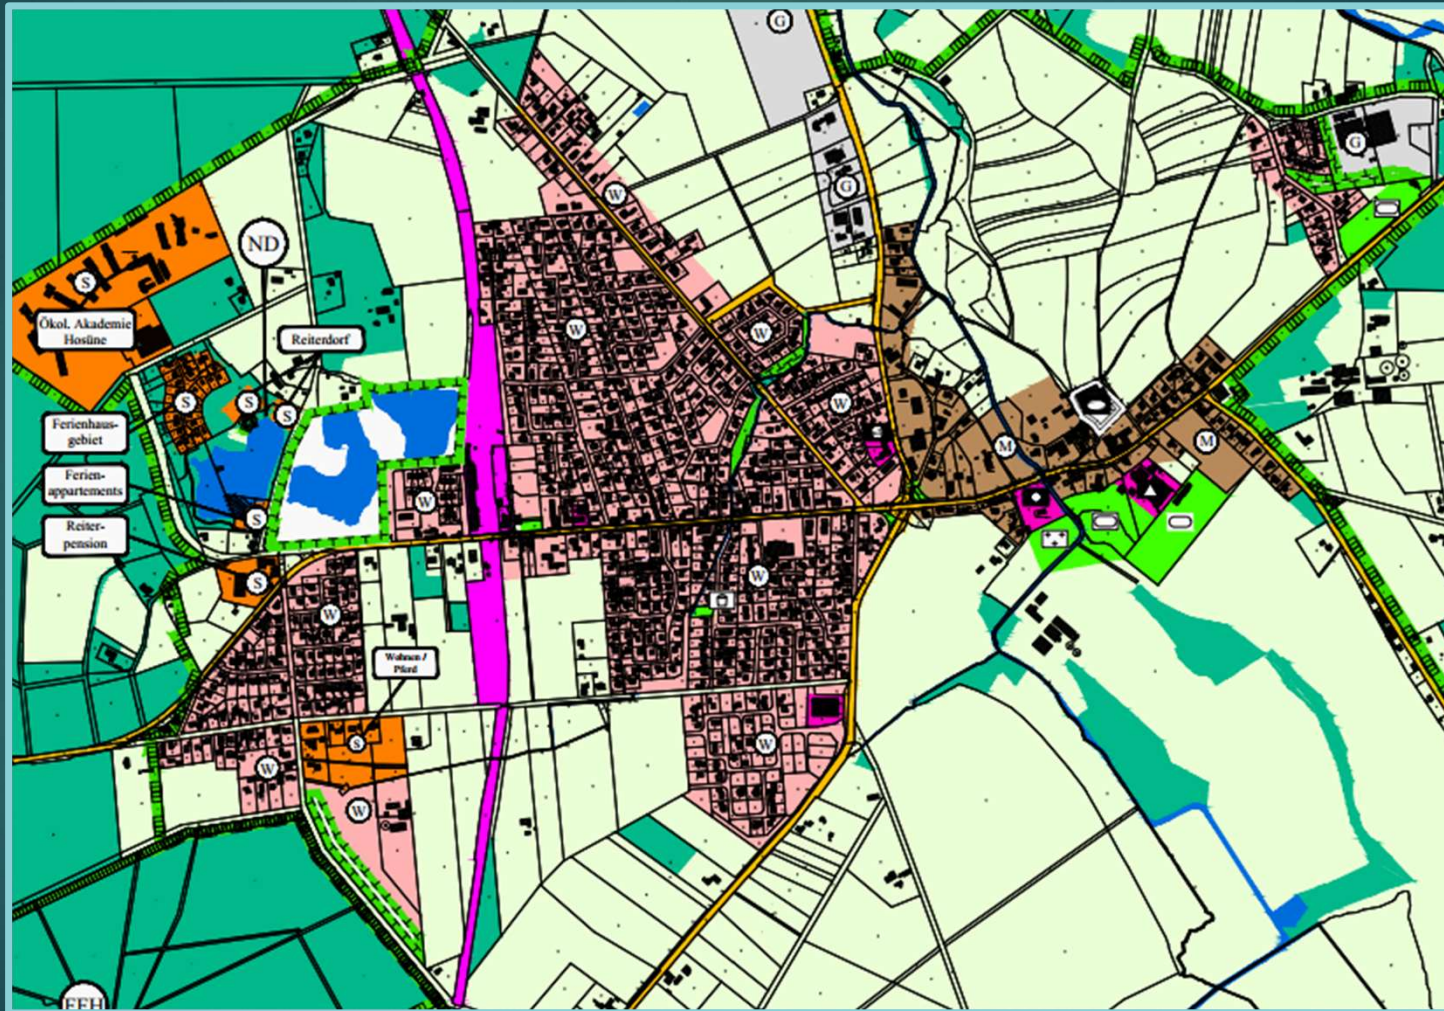 G
G
W
G
ND
S
Ökol. Akademie
Hosüne
Reiterdorf
W
W
S
S
S
W
Ferienhaus-
gebiet
M
M
Ferien-
appartements
W
S
Reiter-
pension
S
W
W
Wohnen /
Pferd
S
W
W
W
FFH